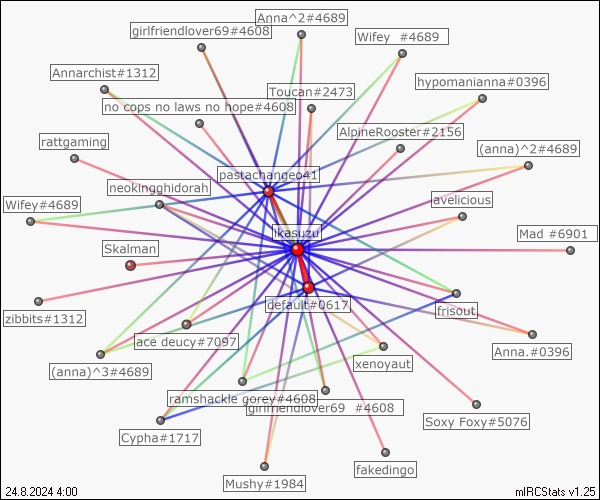 Anna^2#4689
girlfriendlover69#4608
Wifey  #4689
Annarchist#1312
hypomanianna#0396
Toucan#2473
no cops no laws no hope#4608
AlpineRooster#2156
rattgaming
(anna)^2#4689
pastachangeo41
neokingghidorah
avelicious
Wifey#4689
ikasuzu
Mad  #6901
Skalman
default#0617
zibbits#1312
frisout
ace deucy#7097
Anna.#0396
(anna)^3#4689
xenoyaut
ramshackle gorey#4608
girlfriendlover69  #4608
Soxy Foxy#5076
Cypha#1717
fakedingo
Mushy#1984
24.8.2024 4:00
mIRCStats v1.25